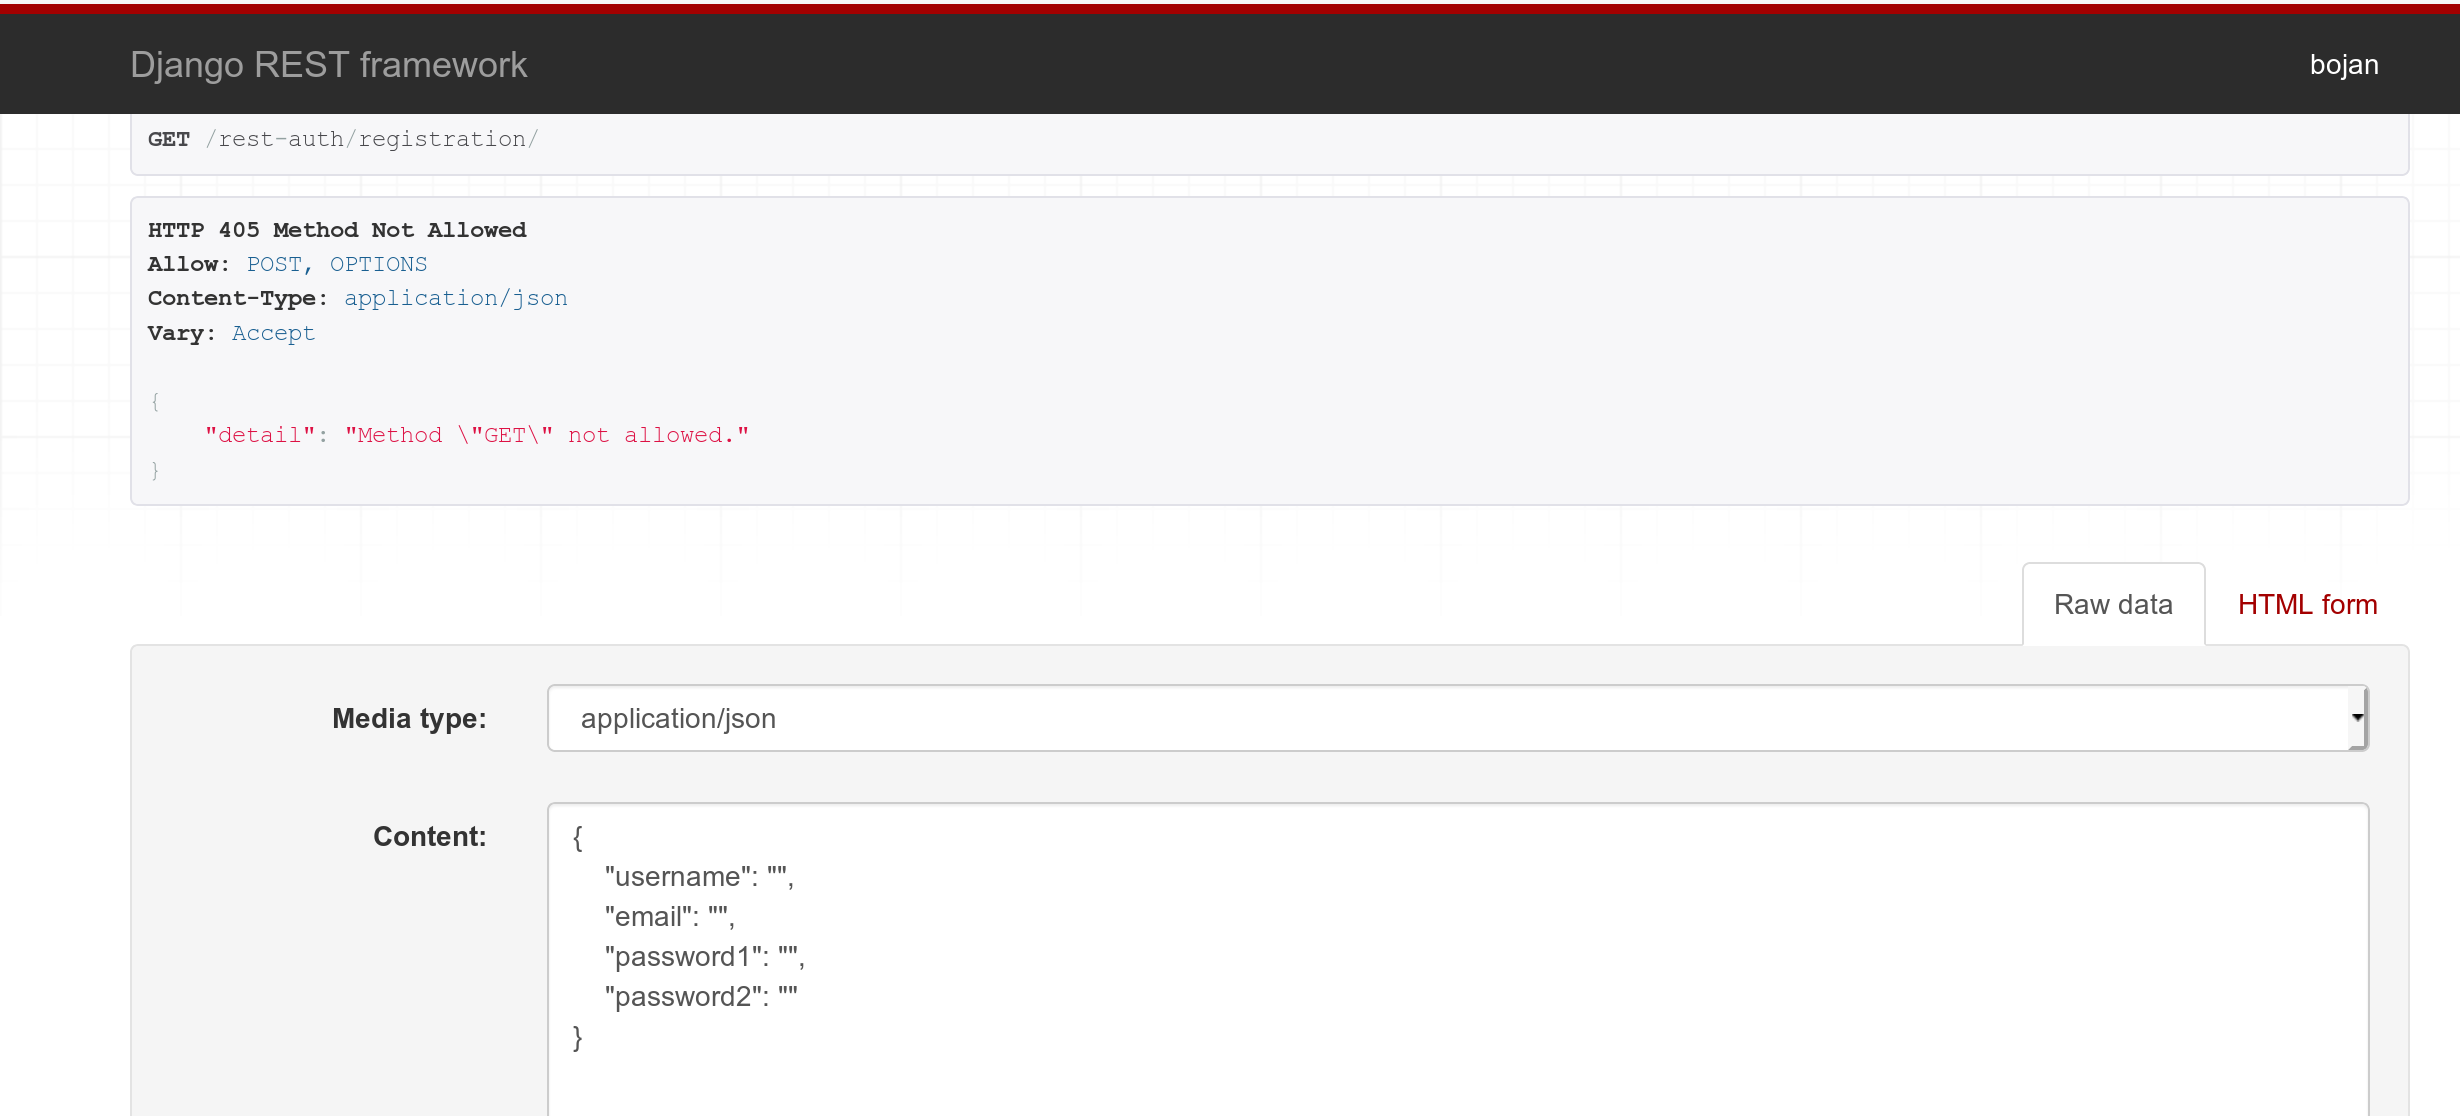 Django REST framework
bojan
GET /rest-auth/registration/
HTTP 405 Method Not Allowed
Allow: POST, OPTIONS
Content-Type: application/json
Vary: Accept
{
    "detail": "Method \"GET\" not allowed."
}
Raw data
HTML form
Media type:
application/json
Content:
{
    "username": "",
    "email": "",
    "password1": "",
    "password2": ""
}